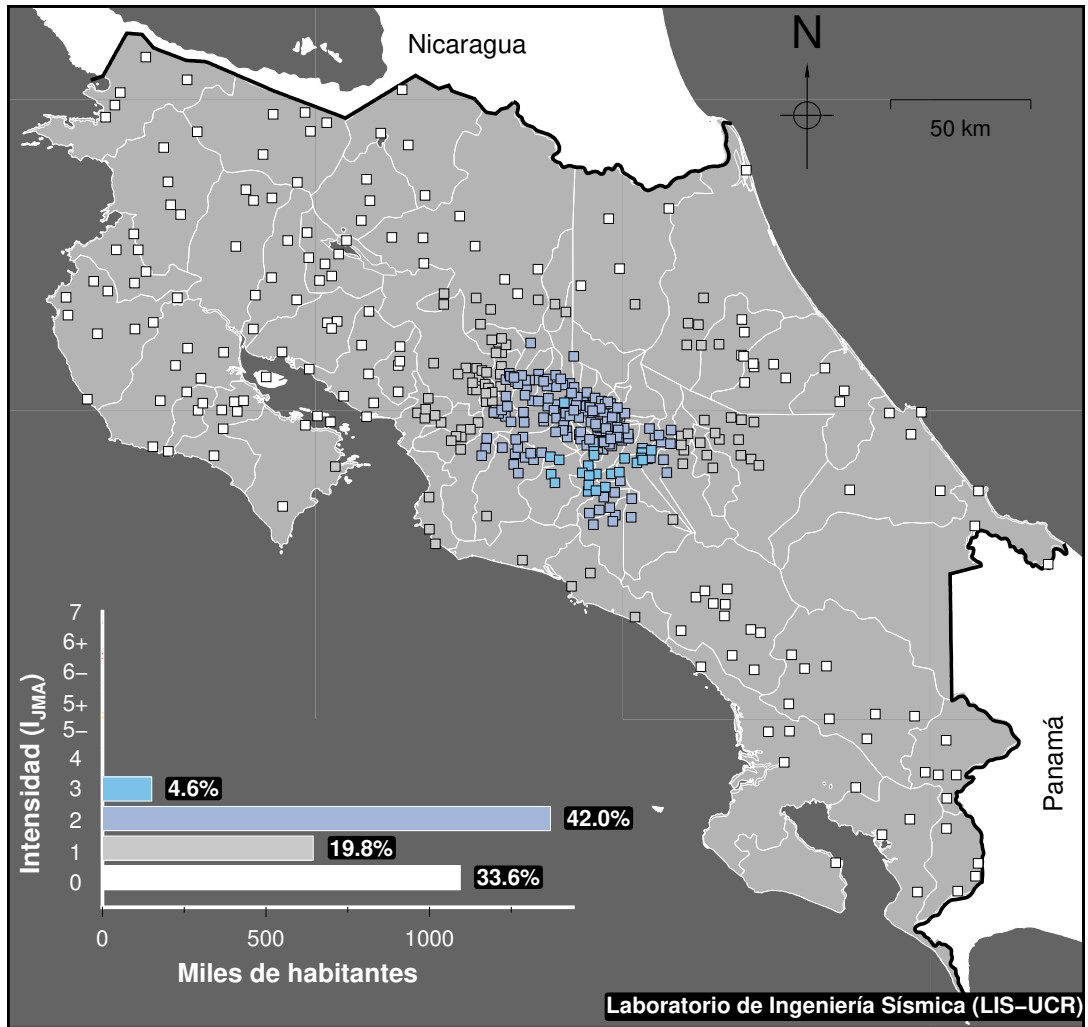 Nicaragua
N
50 km
Panamá
Intensidad (I_JMA)
7
6+
6−
5+
5−
4
3
4.6%
2
42.0%
1
19.8%
0
33.6%
0
500
1000
Miles de habitantes
Laboratorio de Ingeniería Sísmica (LIS−UCR)